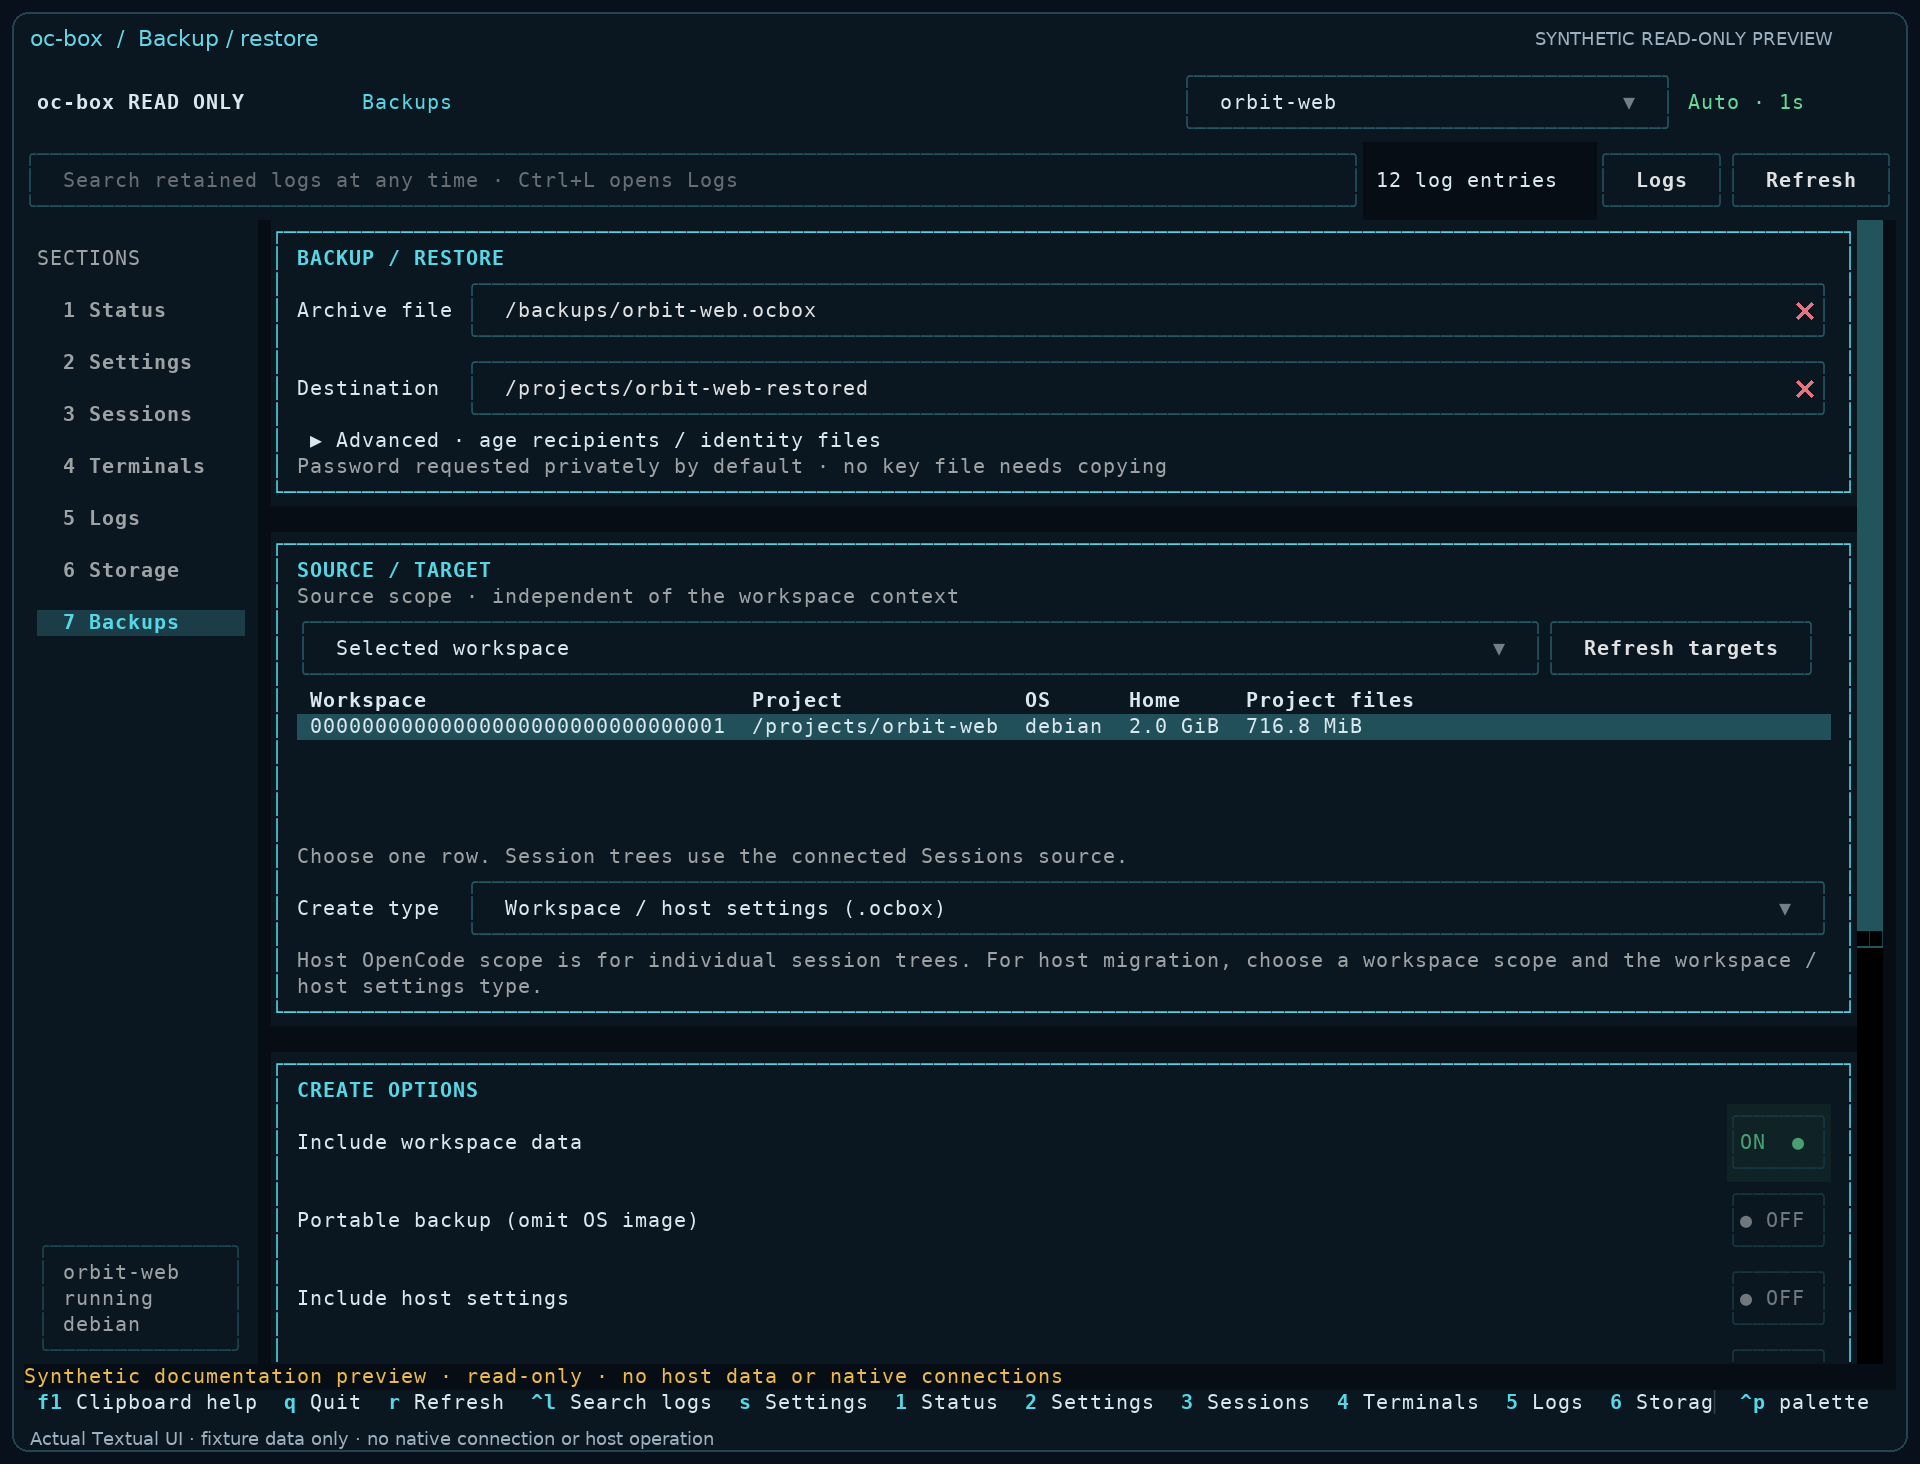 oc-box / Backup / restore
SYNTHETIC READ-ONLY PREVIEW
oc-box READ ONLY
Backups
orbit-web ▼
Auto · 1s
Search retained logs at any time · Ctrl+L opens Logs
12 log entries
Logs
Refresh
SECTIONS
1 Status
2 Settings
3 Sessions
4 Terminals
5 Logs
6 Storage
7 Backups
orbit-web
running
debian
BACKUP / RESTORE
Archive file /backups/orbit-web.ocbox ✕
Destination /projects/orbit-web-restored ✕
▶ Advanced · age recipients / identity files
Password requested privately by default · no key file needs copying
SOURCE / TARGET
Source scope · independent of the workspace context
Selected workspace ▼ Refresh targets
Workspace Project OS Home Project files
00000000000000000000000000000001 /projects/orbit-web debian 2.0 GiB 716.8 MiB
Choose one row. Session trees use the connected Sessions source.
Create type Workspace / host settings (.ocbox) ▼
Host OpenCode scope is for individual session trees. For host migration, choose a workspace scope and the workspace /
host settings type.
CREATE OPTIONS
Include workspace data ON ●
Portable backup (omit OS image) ● OFF
Include host settings ● OFF
Synthetic documentation preview · read-only · no host data or native connections
f1 Clipboard help q Quit r Refresh ^l Search logs s Settings 1 Status 2 Settings 3 Sessions 4 Terminals 5 Logs 6 Storag ^p palette
Actual Textual UI · fixture data only · no native connection or host operation